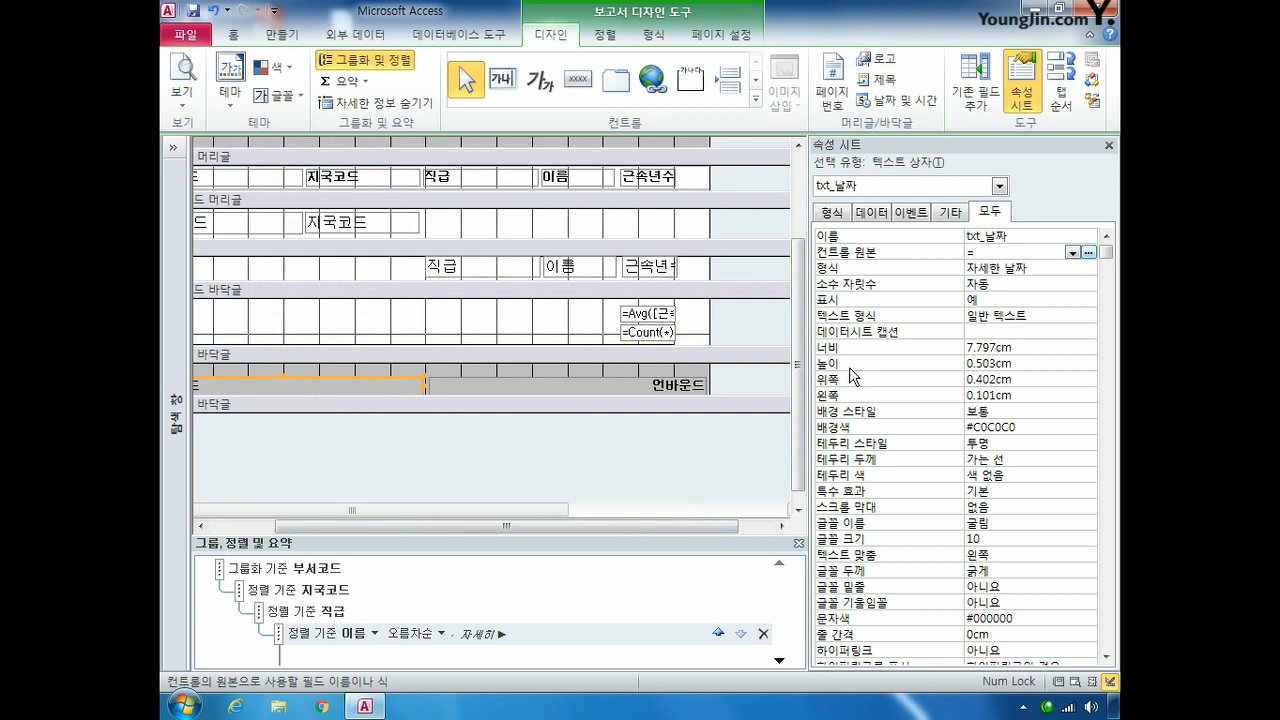 Microsoft Access
보고서 디자인 도구
YoungJin.com Y.
파일 홈 만들기 외부 데이터 데이터베이스 도구 디자인 정렬 형식 페이지 설정
보기
보기
테마
색
가 글꼴
테마
그룹화 및 정렬
Σ 요약
자세한 정보 숨기기
그룹화 및 요약
가나 가가 xxxx 가나다
이미지
삽입
컨트롤
페이지
번호
로고
제목
날짜 및 시간
머리글/바닥글
기존 필드
추가
속성
시트
탭
순서
도구
»
탐색 창
머리글
지국코드 직급 이름 근속년수
드 머리글
코드 지국코드
직급 이름 근속년수
드 바닥글
=Avg([근속
=Count(*)
바닥글
드 언바운드
바닥글
그룹, 정렬 및 요약
그룹화 기준 부서코드
정렬 기준 지국코드
정렬 기준 직급
정렬 기준 이름 오름차순 , 자세히
속성 시트
선택 유형: 텍스트 상자(T)
txt_날짜
형식 데이터 이벤트 기타 모두
이름 txt_날짜
컨트롤 원본 =
형식 자세한 날짜
소수 자릿수 자동
표시 예
텍스트 형식 일반 텍스트
데이터시트 캡션
너비 7.797cm
높이 0.503cm
위쪽 0.402cm
왼쪽 0.101cm
배경 스타일 보통
배경색 #C0C0C0
테두리 스타일 투명
테두리 두께 가는 선
테두리 색 색 없음
특수 효과 기본
스크롤 막대 없음
글꼴 이름 굴림
글꼴 크기 10
텍스트 맞춤 왼쪽
글꼴 두께 굵게
글꼴 밑줄 아니요
글꼴 기울임꼴 아니요
문자색 #000000
줄 간격 0cm
하이퍼링크 아니요
컨트롤의 원본으로 사용할 필드 이름이나 식
Num Lock